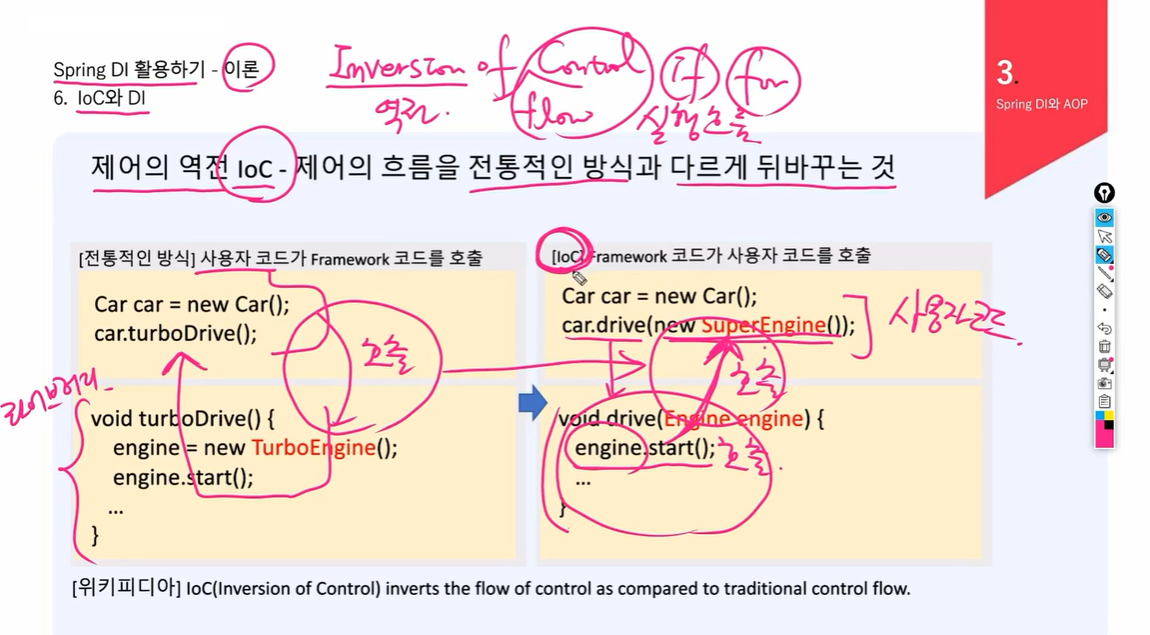 Spring DI 활용하기 - 이론
6. IoC와 DI
Inversion of Control if for
역전. flow 실행흐름
3.
Spring DI와 AOP
제어의 역전 IoC - 제어의 흐름을 전통적인 방식과 다르게 뒤바꾸는 것
[전통적인 방식] 사용자 코드가 Framework 코드를 호출
Car car = new Car();
car.turboDrive();
호출
라이브러리
void turboDrive() {
engine = new TurboEngine();
engine.start();
...
}
[IoC] Framework 코드가 사용자 코드를 호출
Car car = new Car();
car.drive(new SuperEngine());
사용자코드.
호출
void drive(Engine engine) {
engine.start(); 호출.
...
}
[위키피디아] IoC(Inversion of Control) inverts the flow of control as compared to traditional control flow.